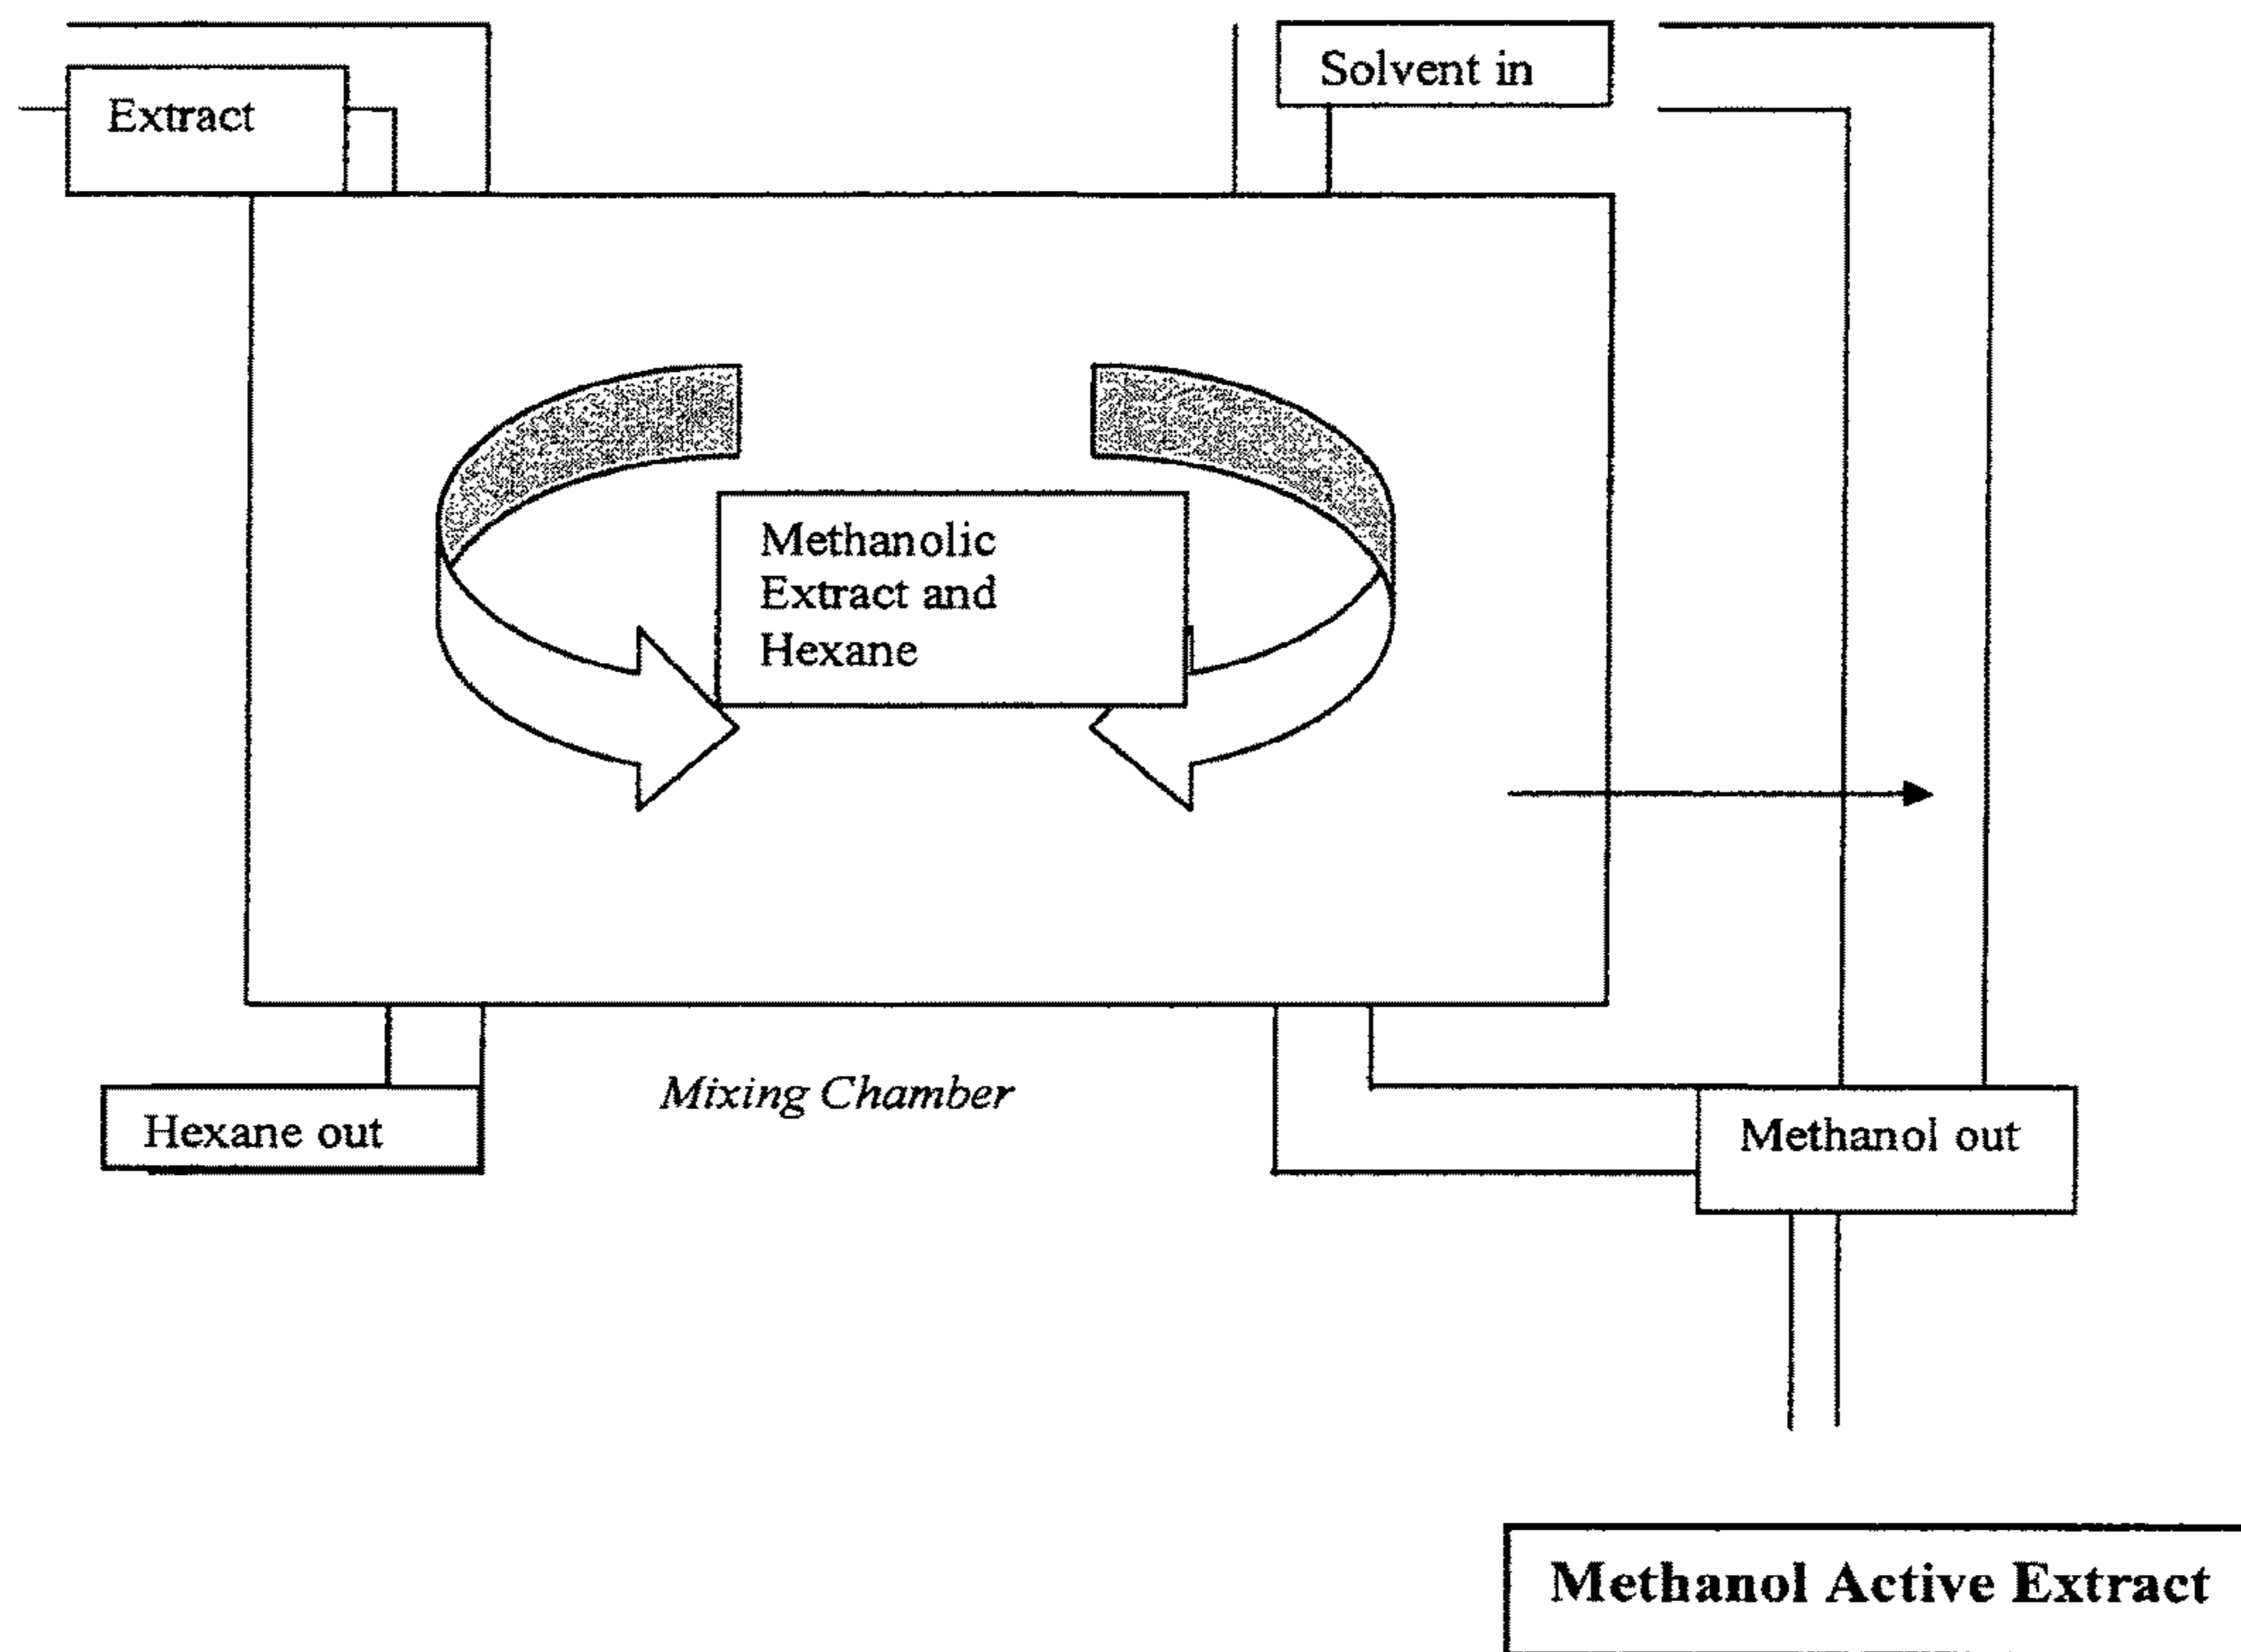 Extract
Solvent in
Methanolic
Extract and
Hexane
Mixing Chamber
Hexane out
Methanol out
Methanol Active Extract